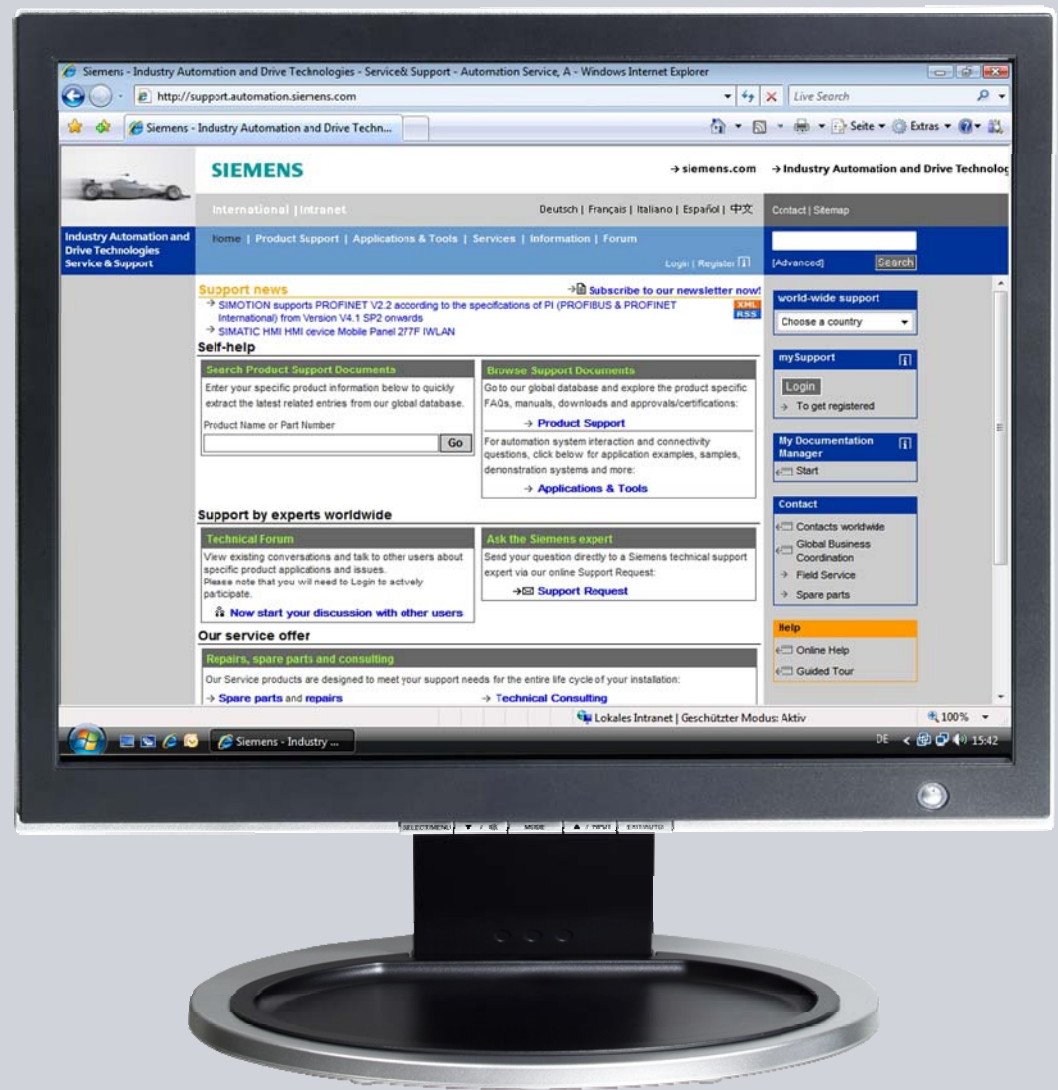 Siemens - Industry Automation and Drive Technologies - Service& Support - Automation Service, A - Windows Internet Explorer
http://support.automation.siemens.com
Live Search
Siemens - Industry Automation and Drive Techn...
Seite
Extras
SIEMENS
→ siemens.com → Industry Automation and Drive Technolog
International | Intranet
Deutsch | Français | Italiano | Español | 中文
Contact | Sitemap
Industry Automation and
Drive Technologies
Service & Support
Home | Product Support | Applications & Tools | Services | Information | Forum
Login | Register
[Advanced] Search
Support news
→ Subscribe to our newsletter now!
→ SIMOTION supports PROFINET V2.2 according to the specifications of PI (PROFIBUS & PROFINET
International) from Version V4.1 SP2 onwards
XML
RSS
→ SIMATIC HMI HMI device Mobile Panel 277F IWLAN
Self-help
Search Product Support Documents
Enter your specific product information below to quickly
extract the latest related entries from our global database.
Product Name or Part Number
Go
Browse Support Documents
Go to our global database and explore the product specific
FAQs, manuals, downloads and approvals/certifications:
→ Product Support
For automation system interaction and connectivity
questions, click below for application examples, samples,
demonstration systems and more:
→ Applications & Tools
Support by experts worldwide
Technical Forum
View existing conversations and talk to other users about
specific product applications and issues.
Please note that you will need to Login to actively
participate.
Now start your discussion with other users
Ask the Siemens expert
Send your question directly to a Siemens technical support
expert via our online Support Request:
→ Support Request
Our service offer
Repairs, spare parts and consulting
Our Service products are designed to meet your support needs for the entire life cycle of your installation:
→ Spare parts and repairs
→ Technical Consulting
world-wide support
Choose a country
mySupport
Login
→ To get registered
My Documentation
Manager
Start
Contact
Contacts worldwide
Global Business
Coordination
→ Field Service
→ Spare parts
Help
Online Help
Guided Tour
Lokales Intranet | Geschützter Modus: Aktiv
100%
Siemens - Industry ...
DE
15:42
SELECT/MENU
MODE
▲ / INPUT
EXIT/AUTO